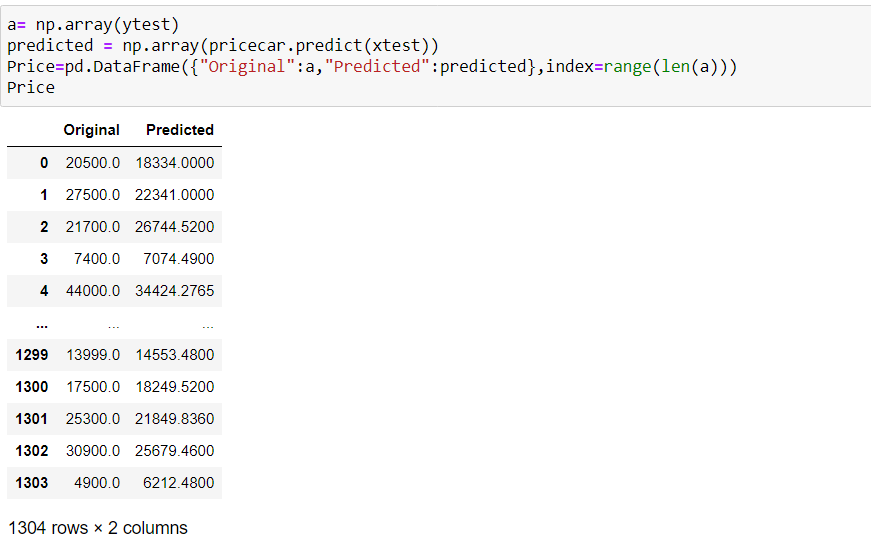 a= np.array(ytest)
predicted = np.array(pricecar.predict(xtest))
Price=pd.DataFrame({"Original":a,"Predicted":predicted},index=range(len(a)))
Price
Original Predicted
0 20500.0 18334.0000
1 27500.0 22341.0000
2 21700.0 26744.5200
3 7400.0 7074.4900
4 44000.0 34424.2765
... ... ...
1299 13999.0 14553.4800
1300 17500.0 18249.5200
1301 25300.0 21849.8360
1302 30900.0 25679.4600
1303 4900.0 6212.4800
1304 rows × 2 columns